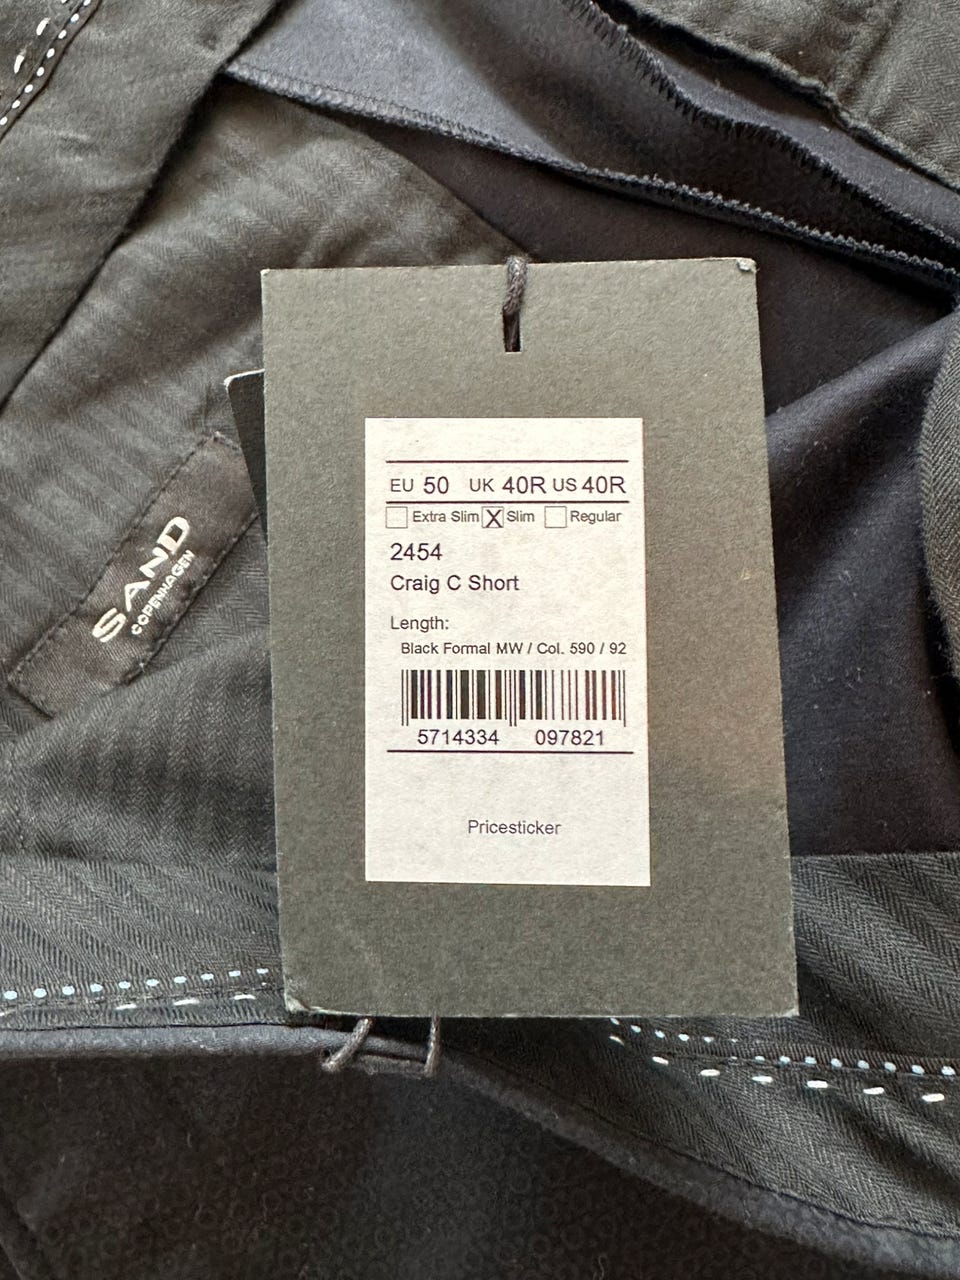 SAND
COPENHAGEN
EU 50 UK 40R US 40R
Extra Slim X Slim Regular
2454
Craig C Short
Length:
Black Formal MW / Col. 590 / 92
5714334 097821
Pricesticker